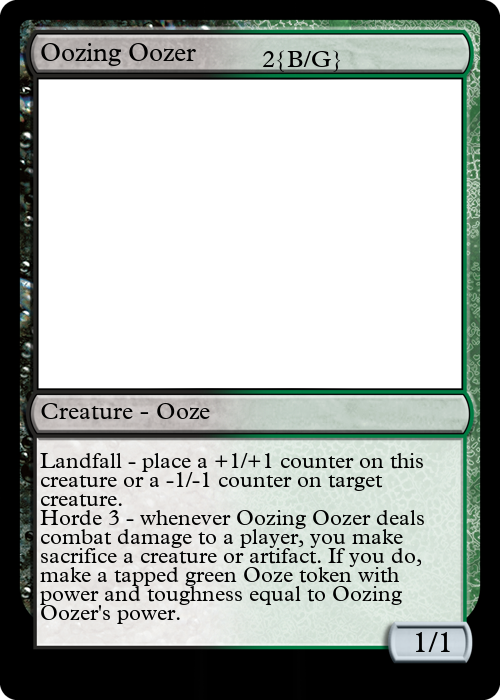 Oozing Oozer 2{B/G}
Creature - Ooze
Landfall - place a +1/+1 counter on this
creature or a -1/-1 counter on target
creature.
Horde 3 - whenever Oozing Oozer deals
combat damage to a player, you make
sacrifice a creature or artifact. If you do,
make a tapped green Ooze token with
power and toughness equal to Oozing
Oozer's power.
1/1